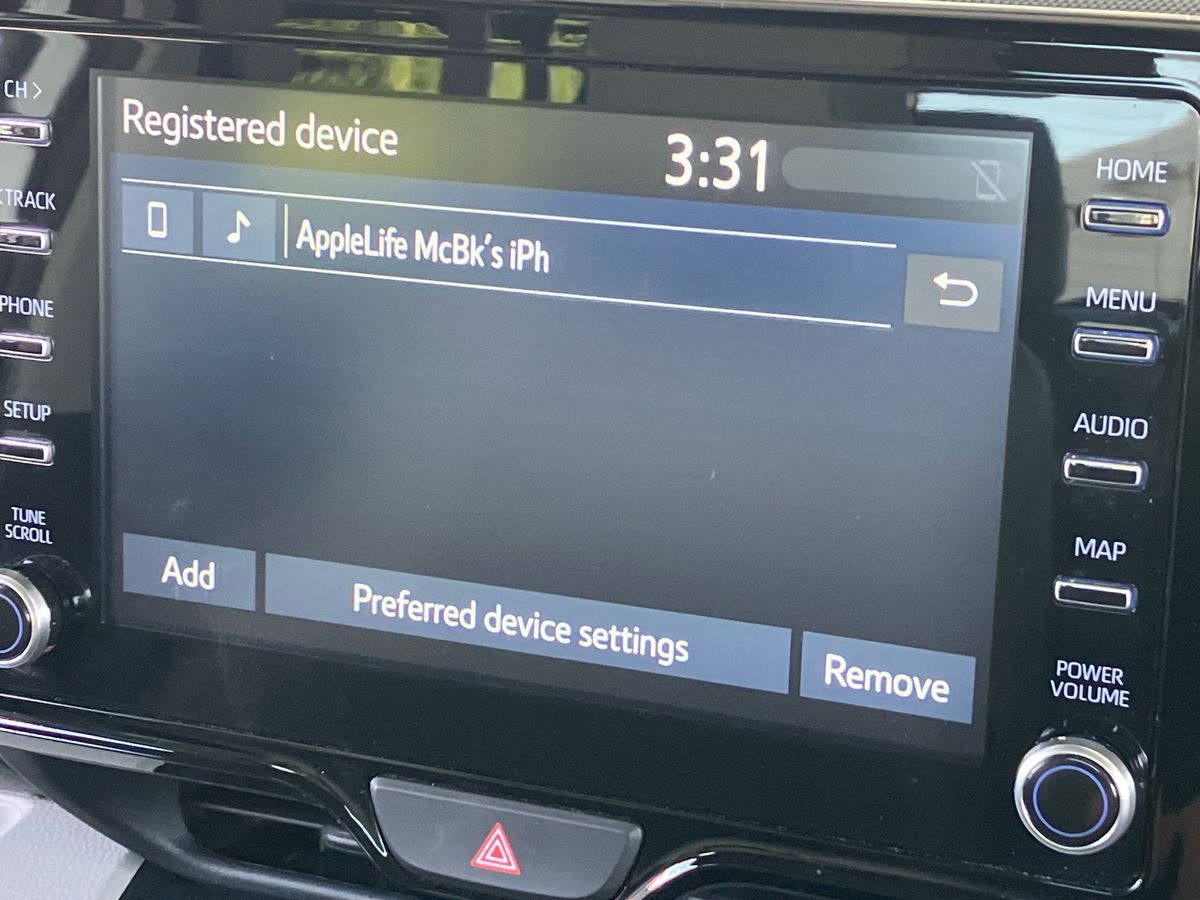 Registered device
3:31
AppleLife McBk's iPh
Add
Preferred device settings
Remove
CH >
TRACK
PHONE
SETUP
TUNE
SCROLL
HOME
MENU
AUDIO
MAP
POWER
VOLUME